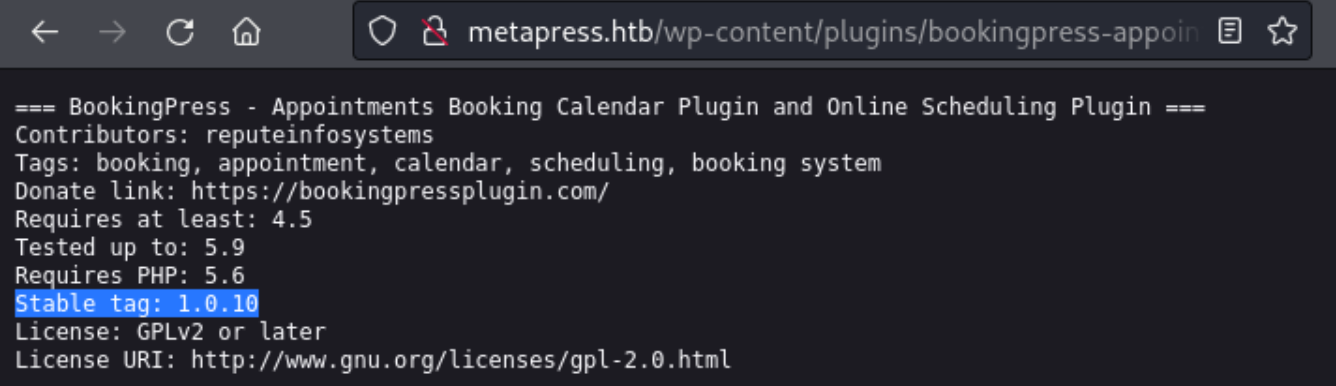 metapress.htb/wp-content/plugins/bookingpress-appoin
=== BookingPress - Appointments Booking Calendar Plugin and Online Scheduling Plugin ===
Contributors: reputeinfosystems
Tags: booking, appointment, calendar, scheduling, booking system
Donate link: https://bookingpressplugin.com/
Requires at least: 4.5
Tested up to: 5.9
Requires PHP: 5.6
Stable tag: 1.0.10
License: GPLv2 or later
License URI: http://www.gnu.org/licenses/gpl-2.0.html